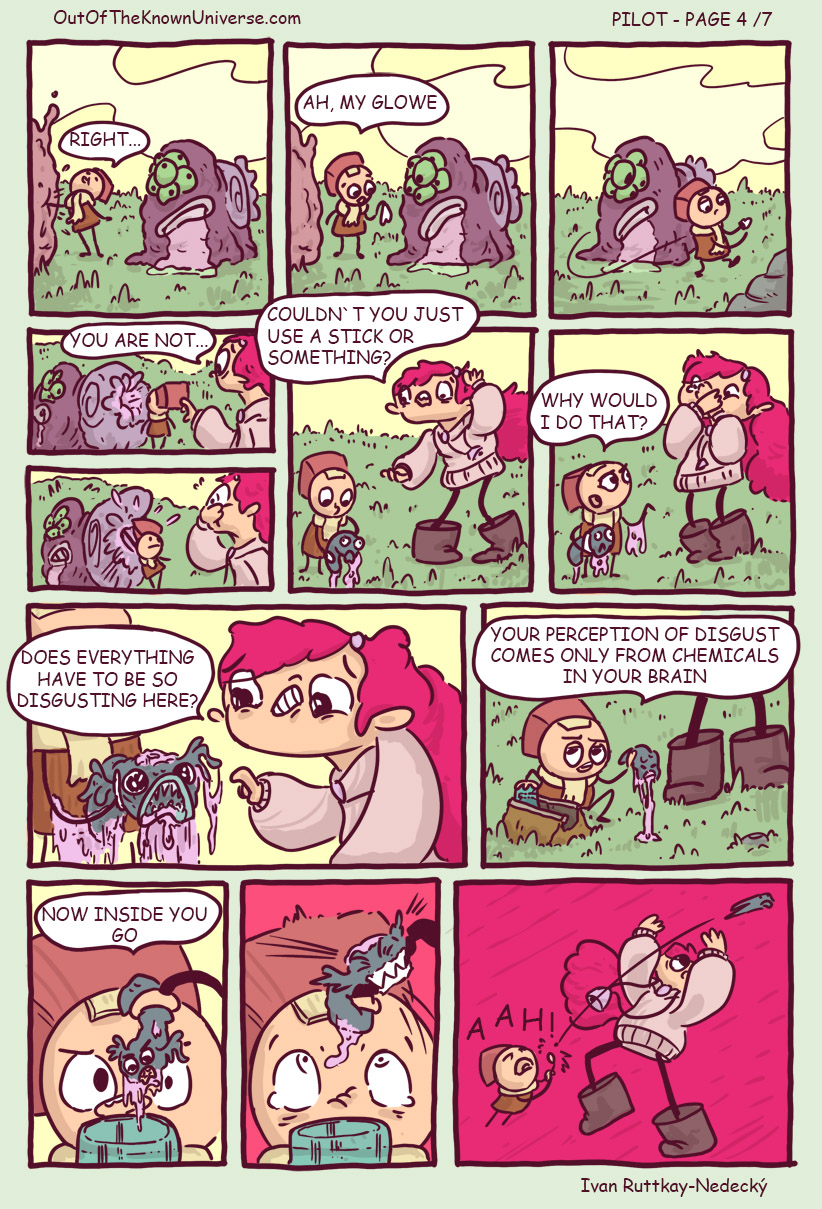 OutOfTheKnownUniverse.com
PILOT - PAGE 4 /7
RIGHT...
AH, MY GLOWE
YOU ARE NOT...
COULDN`T YOU JUST
USE A STICK OR
SOMETHING?
WHY WOULD
I DO THAT?
DOES EVERYTHING
HAVE TO BE SO
DISGUSTING HERE?
YOUR PERCEPTION OF DISGUST
COMES ONLY FROM CHEMICALS
IN YOUR BRAIN
NOW INSIDE YOU
GO
A AH!
Ivan Ruttkay-Nedecký